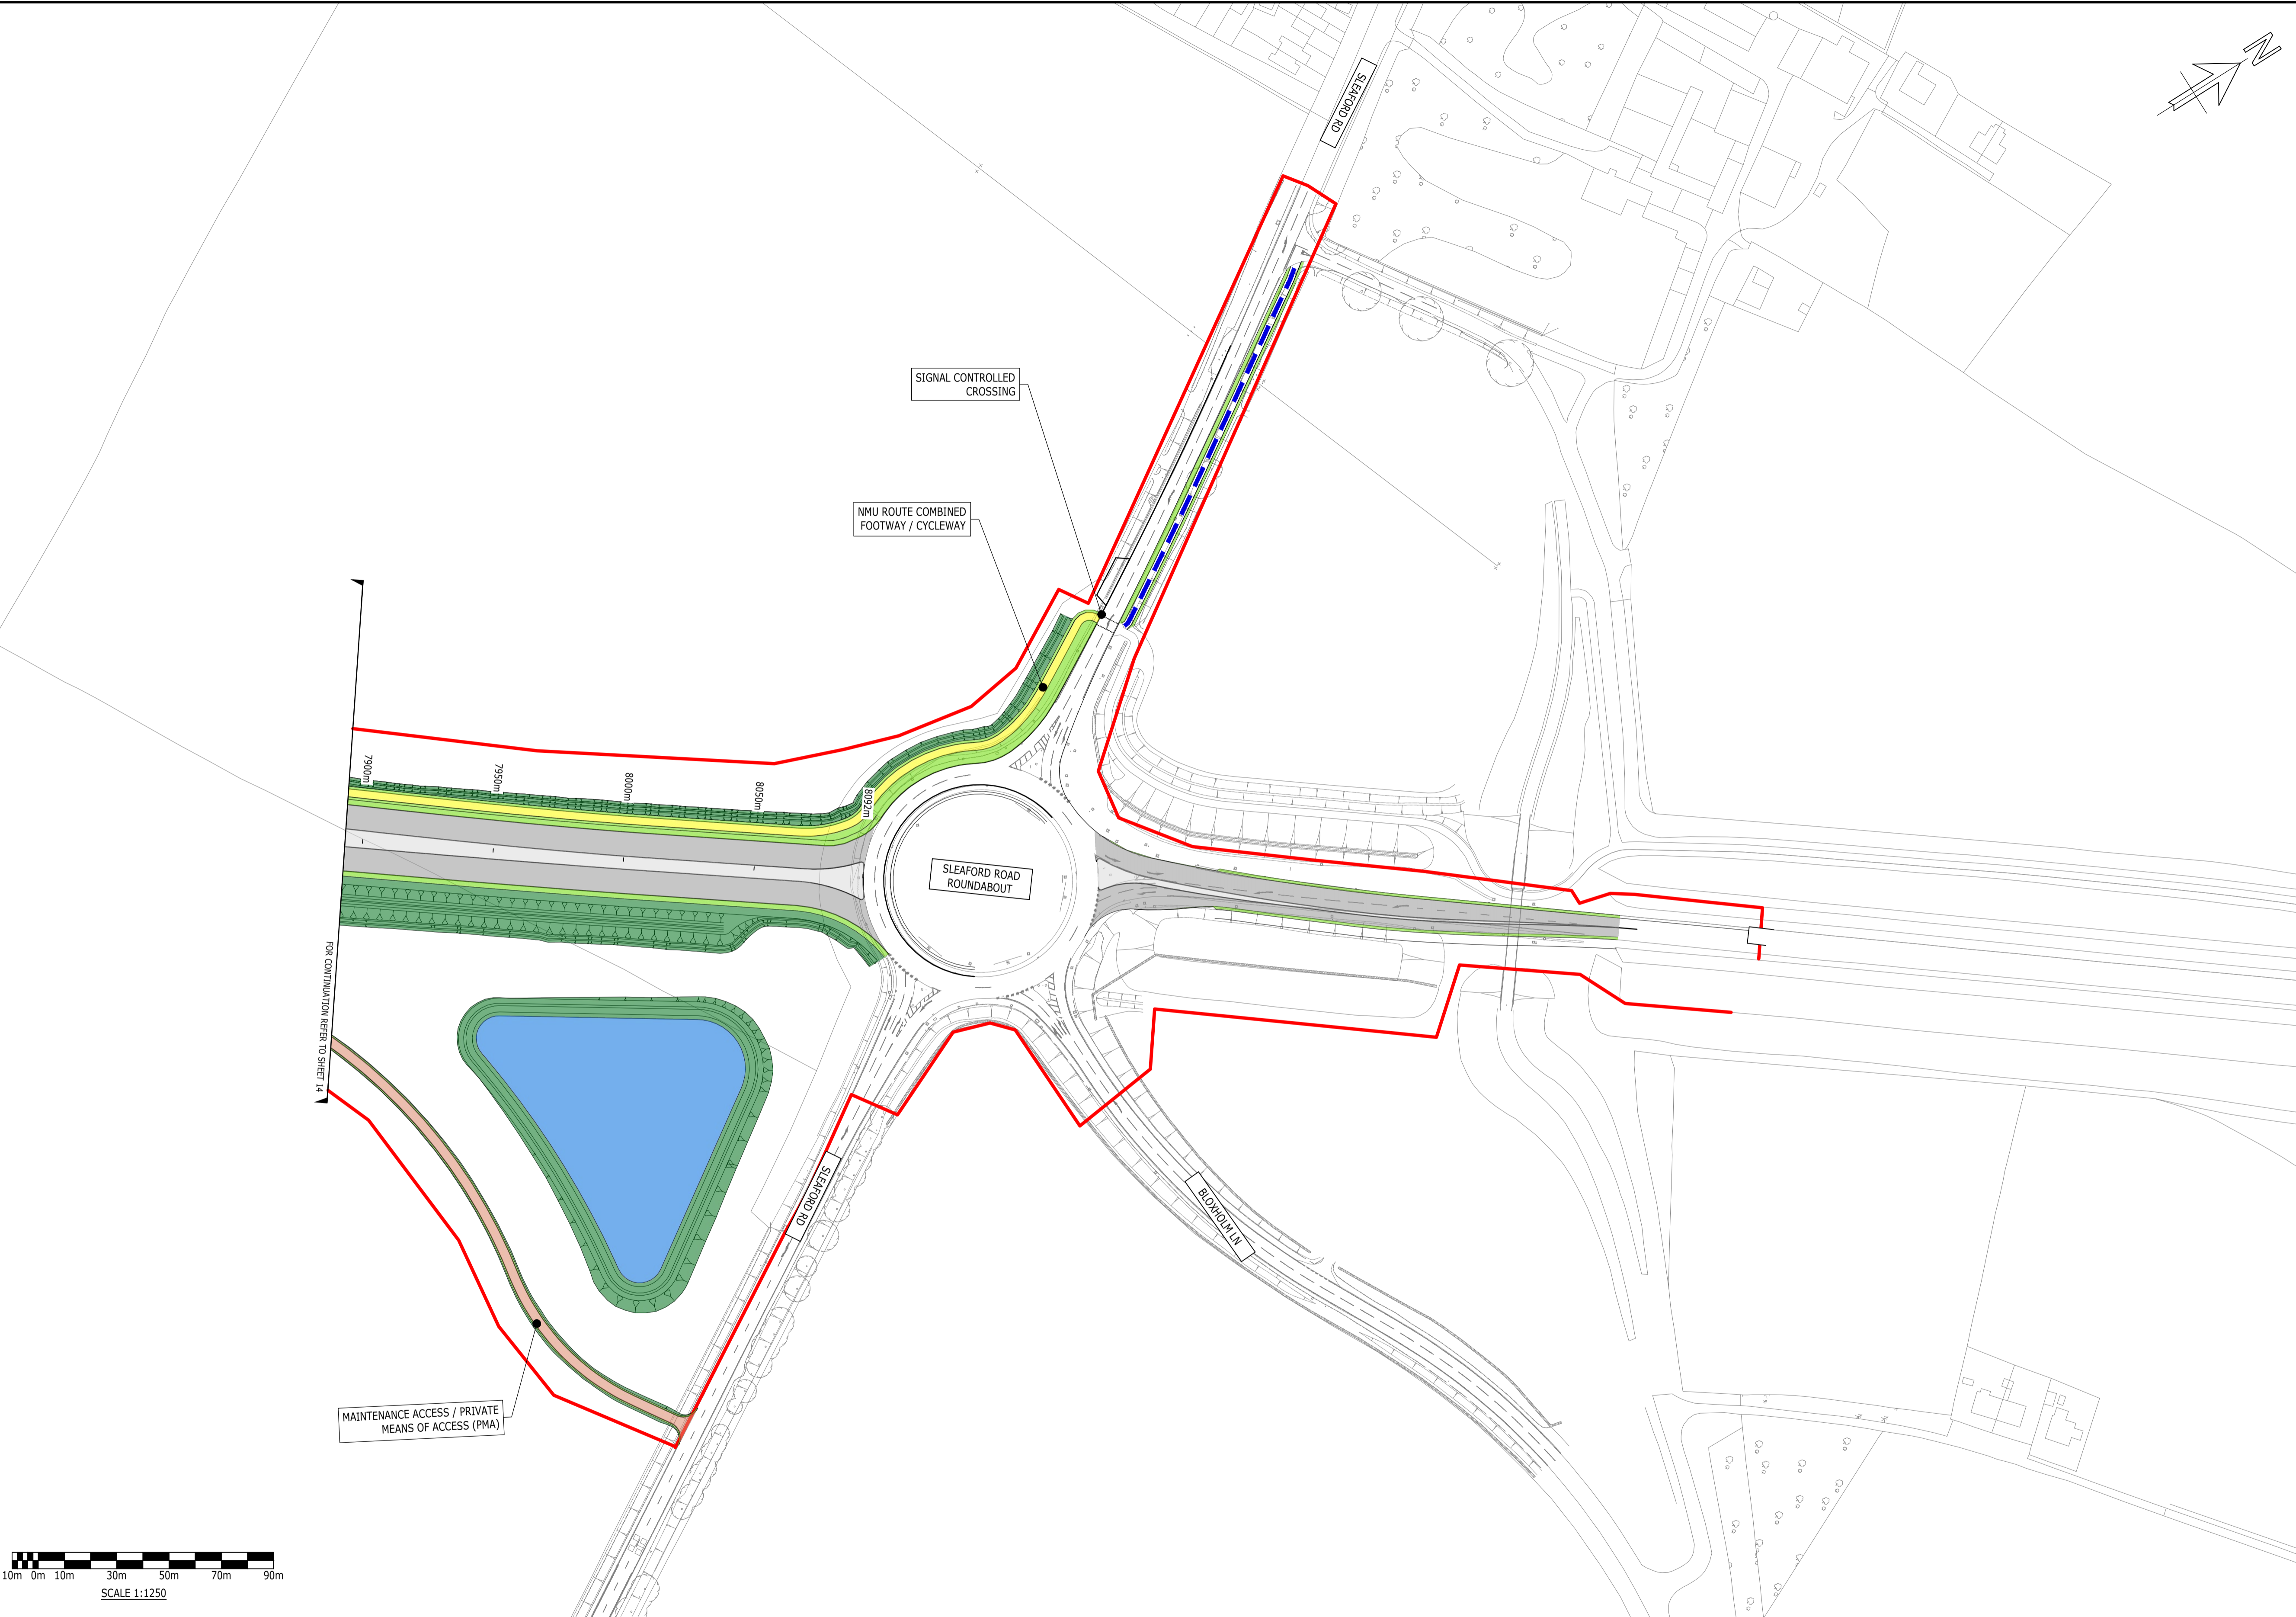 N
SLEAFORD RD
SIGNAL CONTROLLED
CROSSING
NMU ROUTE COMBINED
FOOTWAY / CYCLEWAY
7900m
7950m
8000m
8050m
8092m
SLEAFORD ROAD
ROUNDABOUT
FOR CONTINUATION REFER TO SHEET 14
SLEAFORD RD
BLOXHOLM LN
MAINTENANCE ACCESS / PRIVATE
MEANS OF ACCESS (PMA)
10m 0m 10m 30m 50m 70m 90m
SCALE 1:1250